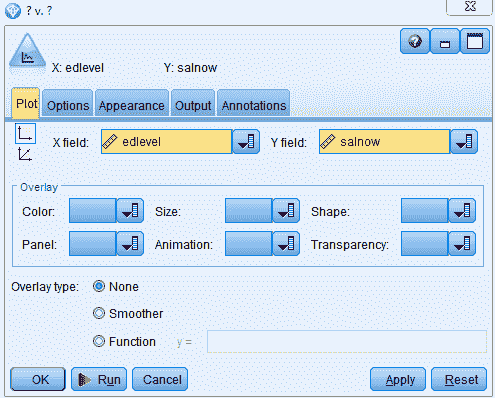 ? v. ?
X: edlevel Y: salnow
Plot Options Appearance Output Annotations
X field: edlevel Y field: salnow
Overlay
Color: Size: Shape:
Panel: Animation: Transparency:
Overlay type: None
Smoother
Function y =
OK Run Cancel Apply Reset